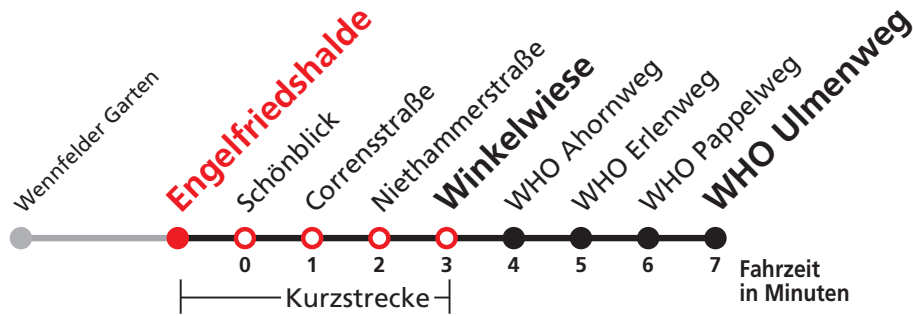 Wennfelder Garten
Engelfriedshalde
Schönblick
Corrensstraße
Niethammerstraße
Winkelwiese
WHO Ahornweg
WHO Erlenweg
WHO Pappelweg
WHO Ulmenweg
0 1 2 3 4 5 6 7
Fahrzeit
in Minuten
Kurzstrecke